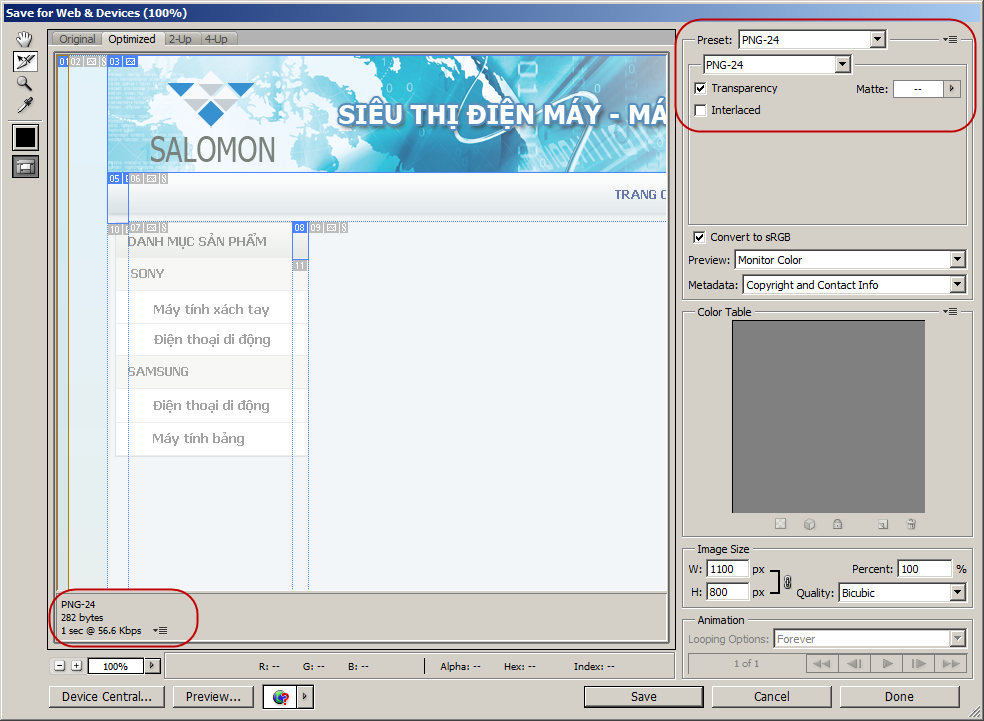 Save for Web & Devices (100%)
Original Optimized 2-Up 4-Up
Preset: PNG-24
PNG-24
Transparency
Matte: --
Interlaced
01 02 03
SIÊU THỊ ĐIỆN MÁY - MÁ
SALOMON
05 06
TRANG C
10 07 08 09
DANH MỤC SẢN PHẨM
11
SONY
Máy tính xách tay
Điện thoại di động
SAMSUNG
Điện thoại di động
Máy tính bảng
Convert to sRGB
Preview: Monitor Color
Metadata: Copyright and Contact Info
Color Table
Image Size
W: 1100 px
Percent: 100 %
H: 800 px
Quality: Bicubic
Animation
Looping Options: Forever
1 of 1
PNG-24
282 bytes
1 sec @ 56.6 Kbps
100%
R: -- G: -- B: -- Alpha: -- Hex: -- Index: --
Device Central... Preview... Save Cancel Done